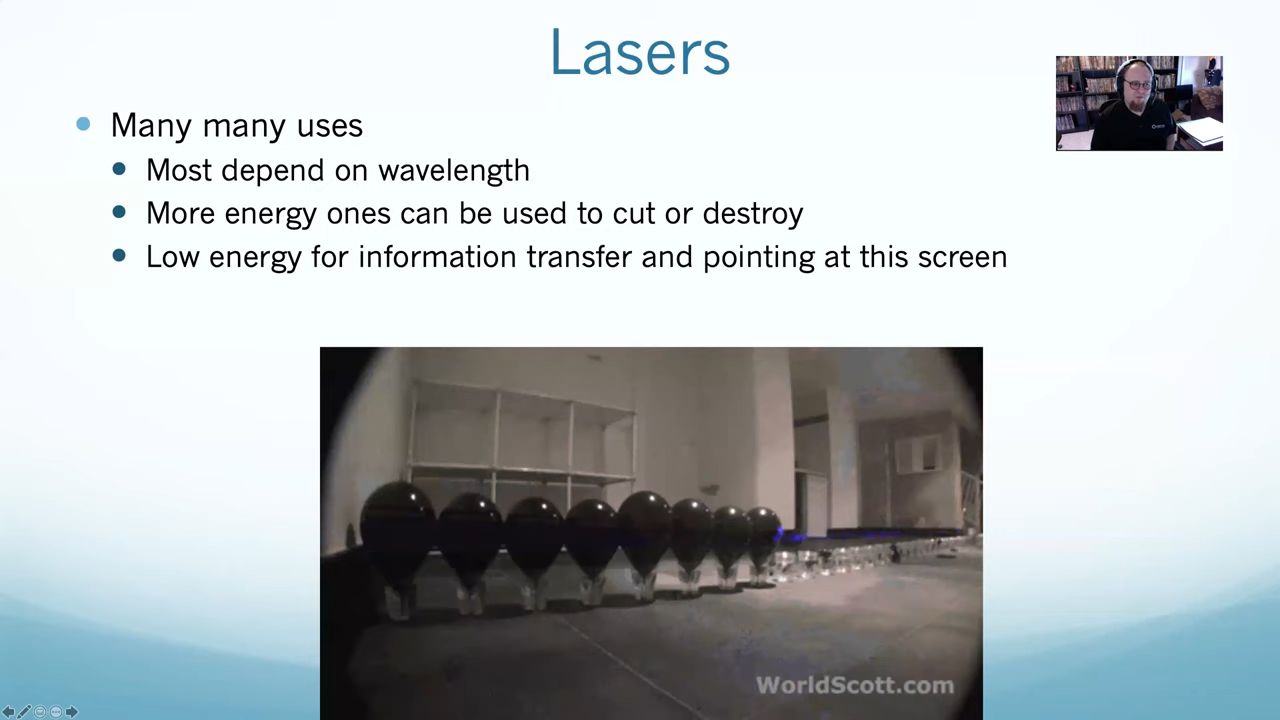 Lasers
Many many uses
Most depend on wavelength
More energy ones can be used to cut or destroy
Low energy for information transfer and pointing at this screen
WorldScott.com